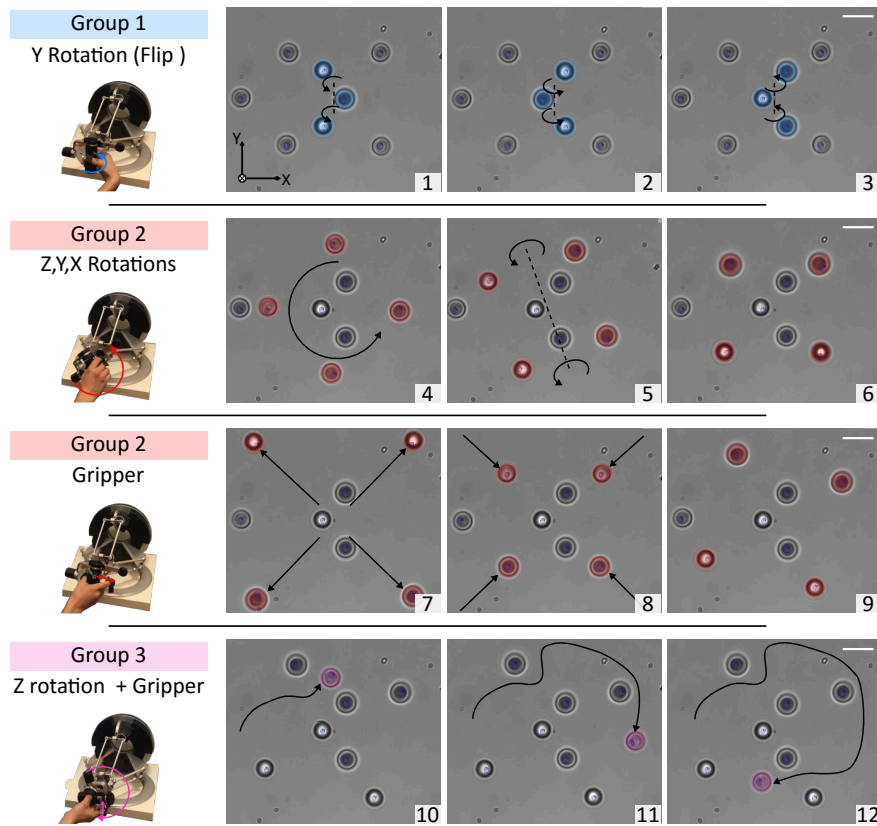 Group 1
Y Rotation (Flip )
Y
X
1
2
3
Group 2
Z,Y,X Rotations
4
5
6
Group 2
Gripper
7
8
9
Group 3
Z rotation + Gripper
10
11
12